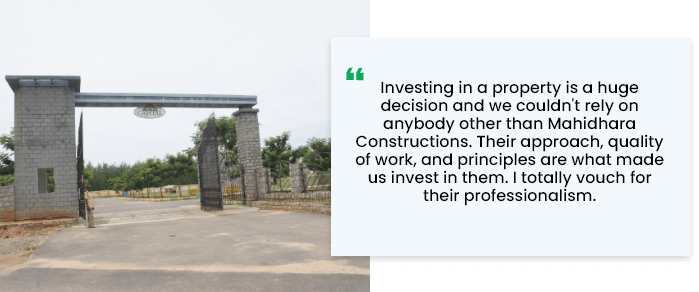 CAPITAL
“
Investing in a property is a huge
decision and we couldn't rely on
anybody other than Mahidhara
Constructions. Their approach, quality
of work, and principles are what made
us invest in them. I totally vouch for
their professionalism.